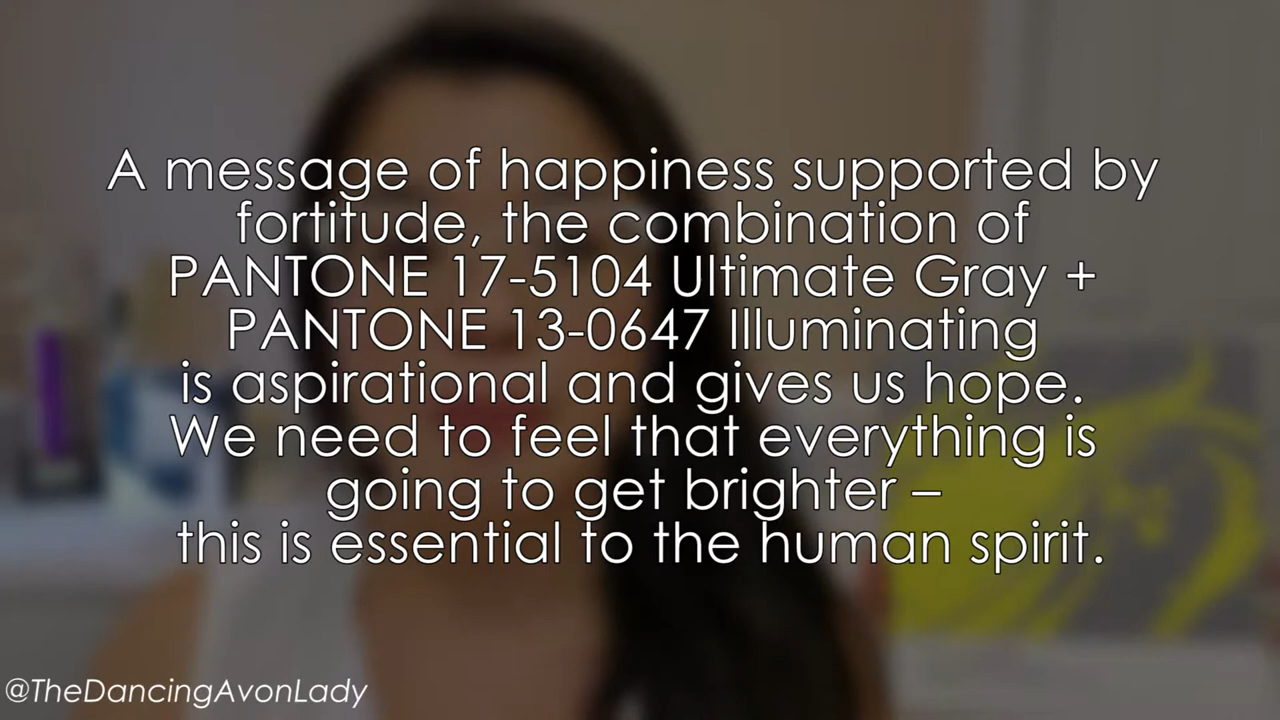 A message of happiness supported by
fortitude, the combination of
PANTONE 17-5104 Ultimate Gray +
PANTONE 13-0647 Illuminating
is aspirational and gives us hope.
We need to feel that everything is
going to get brighter –
this is essential to the human spirit.
@TheDancingAvonLady